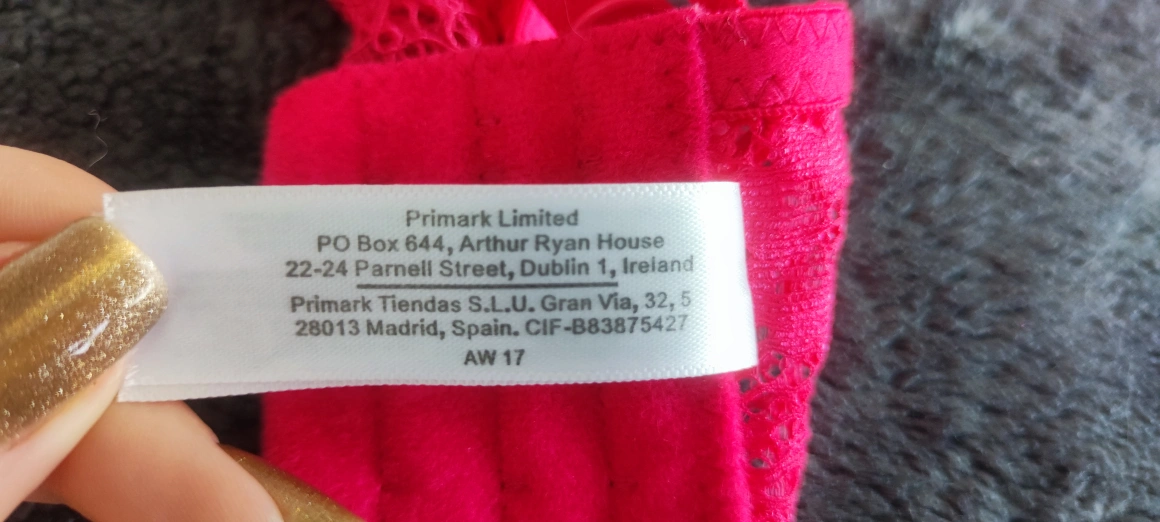 Primark Limited
PO Box 644, Arthur Ryan House
22-24 Parnell Street, Dublin 1, Ireland
Primark Tiendas S.L.U. Gran Via, 32, 5
28013 Madrid, Spain. CIF-B83875427
AW 17